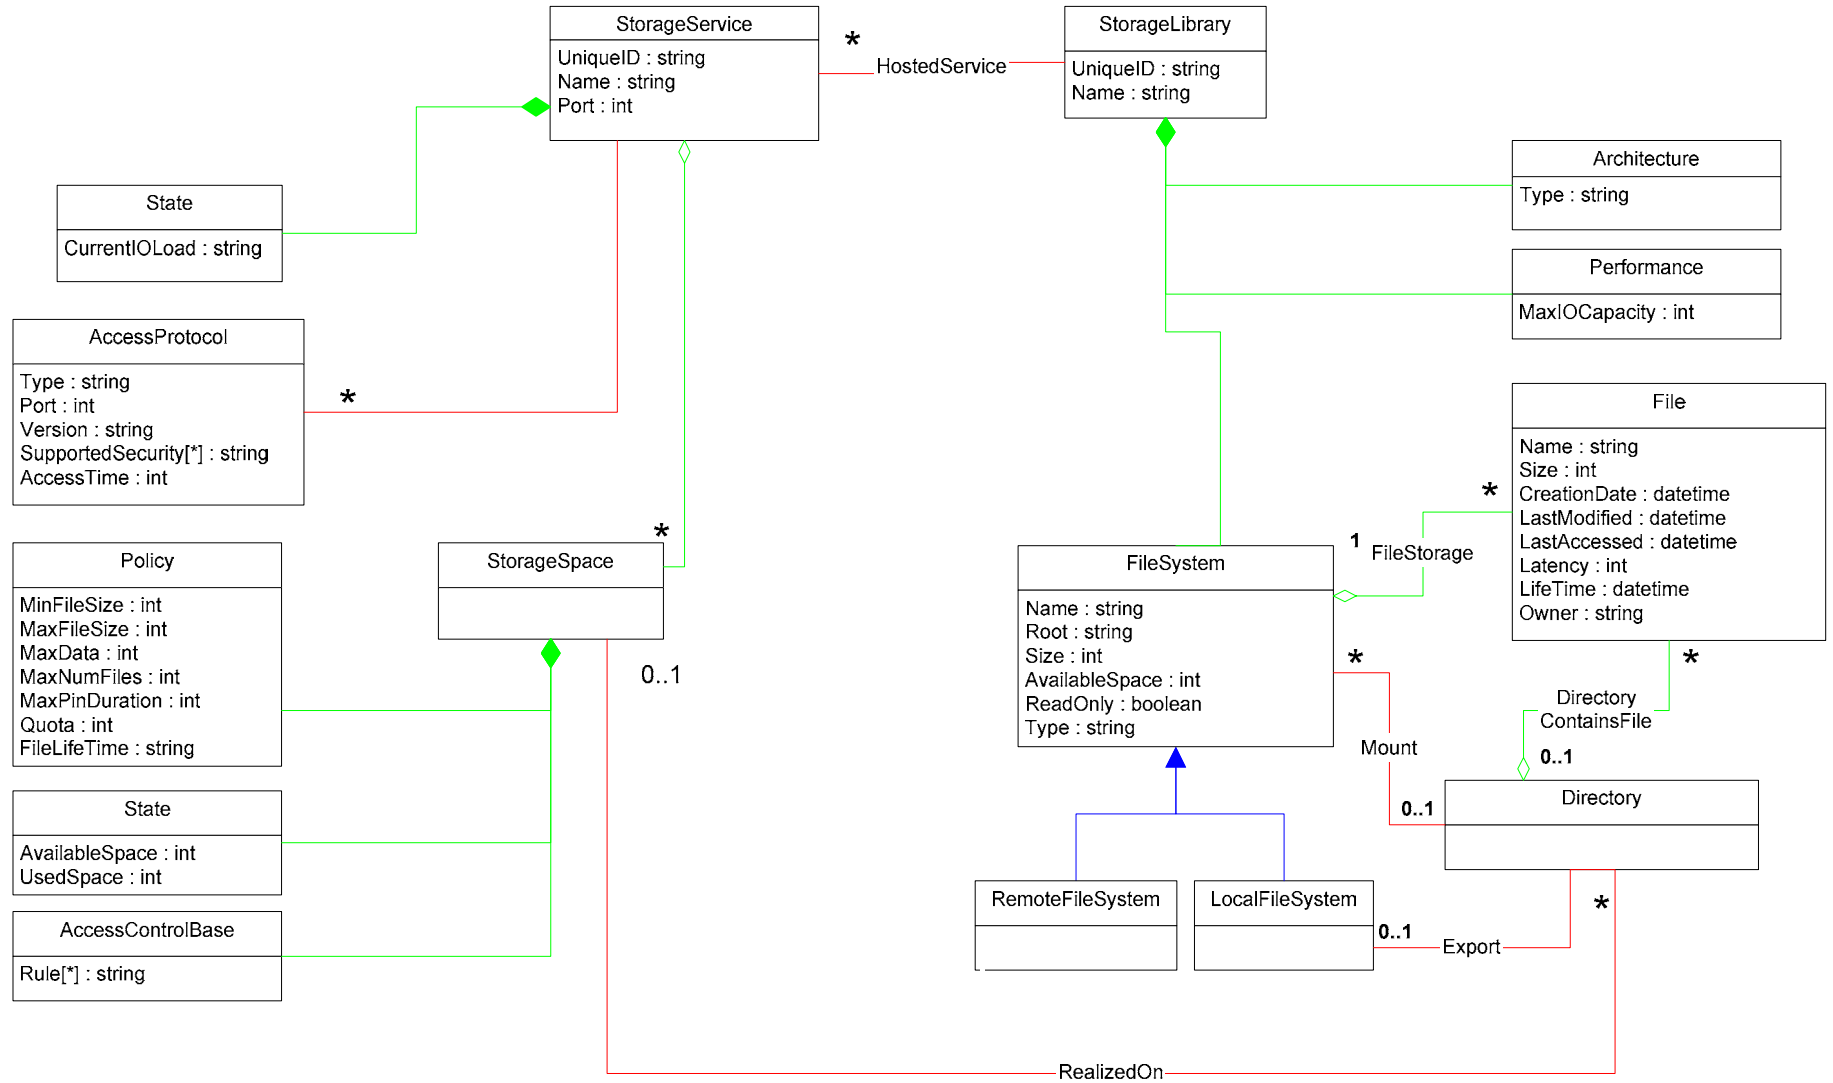 StorageService
UniqueID : string
Name : string
Port : int
*
HostedService
StorageLibrary
UniqueID : string
Name : string
Architecture
Type : string
State
CurrentIOLoad : string
Performance
MaxIOCapacity : int
AccessProtocol
Type : string
Port : int
Version : string
SupportedSecurity[*] : string
AccessTime : int
*
File
Name : string
Size : int
CreationDate : datetime
LastModified : datetime
LastAccessed : datetime
Latency : int
LifeTime : datetime
Owner : string
*
1
FileStorage
Policy
MinFileSize : int
MaxFileSize : int
MaxData : int
MaxNumFiles : int
MaxPinDuration : int
Quota : int
FileLifeTime : string
*
StorageSpace
0..1
FileSystem
Name : string
Root : string
Size : int
AvailableSpace : int
ReadOnly : boolean
Type : string
*
Mount
0..1
*
Directory
ContainsFile
0..1
Directory
State
AvailableSpace : int
UsedSpace : int
AccessControlBase
Rule[*] : string
RemoteFileSystem
LocalFileSystem
0..1
Export
*
RealizedOn